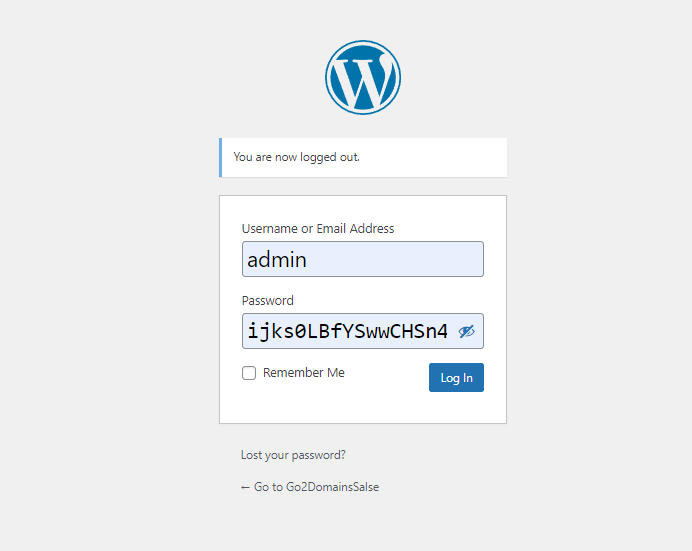 You are now logged out.
Username or Email Address
admin
Password
ijks0LBfYSwwCHSn4
Remember Me
Log In
Lost your password?
← Go to Go2DomainsSalse